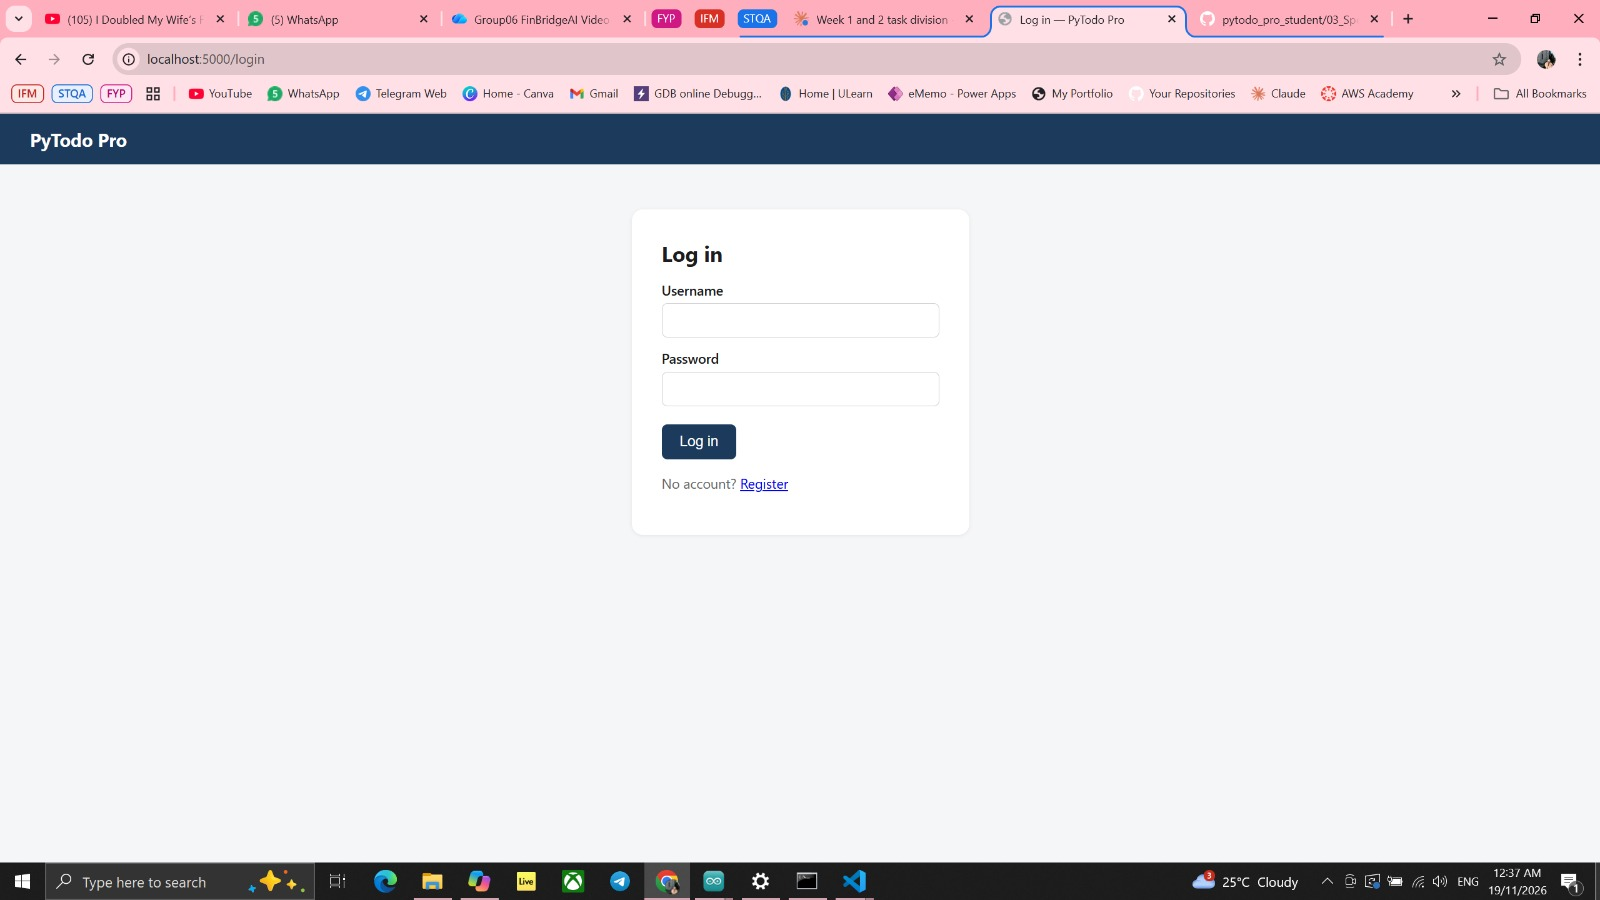 (105) I Doubled My Wife's F
(5) WhatsApp
Group06 FinBridgeAI Video
FYP
IFM
STQA
Week 1 and 2 task division
Log in — PyTodo Pro
pytodo_pro_student/03_Sp
localhost:5000/login
IFM
STQA
FYP
YouTube
WhatsApp
Telegram Web
Home - Canva
Gmail
GDB online Debugg...
Home | ULearn
eMemo - Power Apps
My Portfolio
Your Repositories
Claude
AWS Academy
All Bookmarks
PyTodo Pro
Log in
Username
Password
Log in
No account? Register
Type here to search
Live
3
25°C Cloudy
ENG
12:37 AM
19/11/2026
1